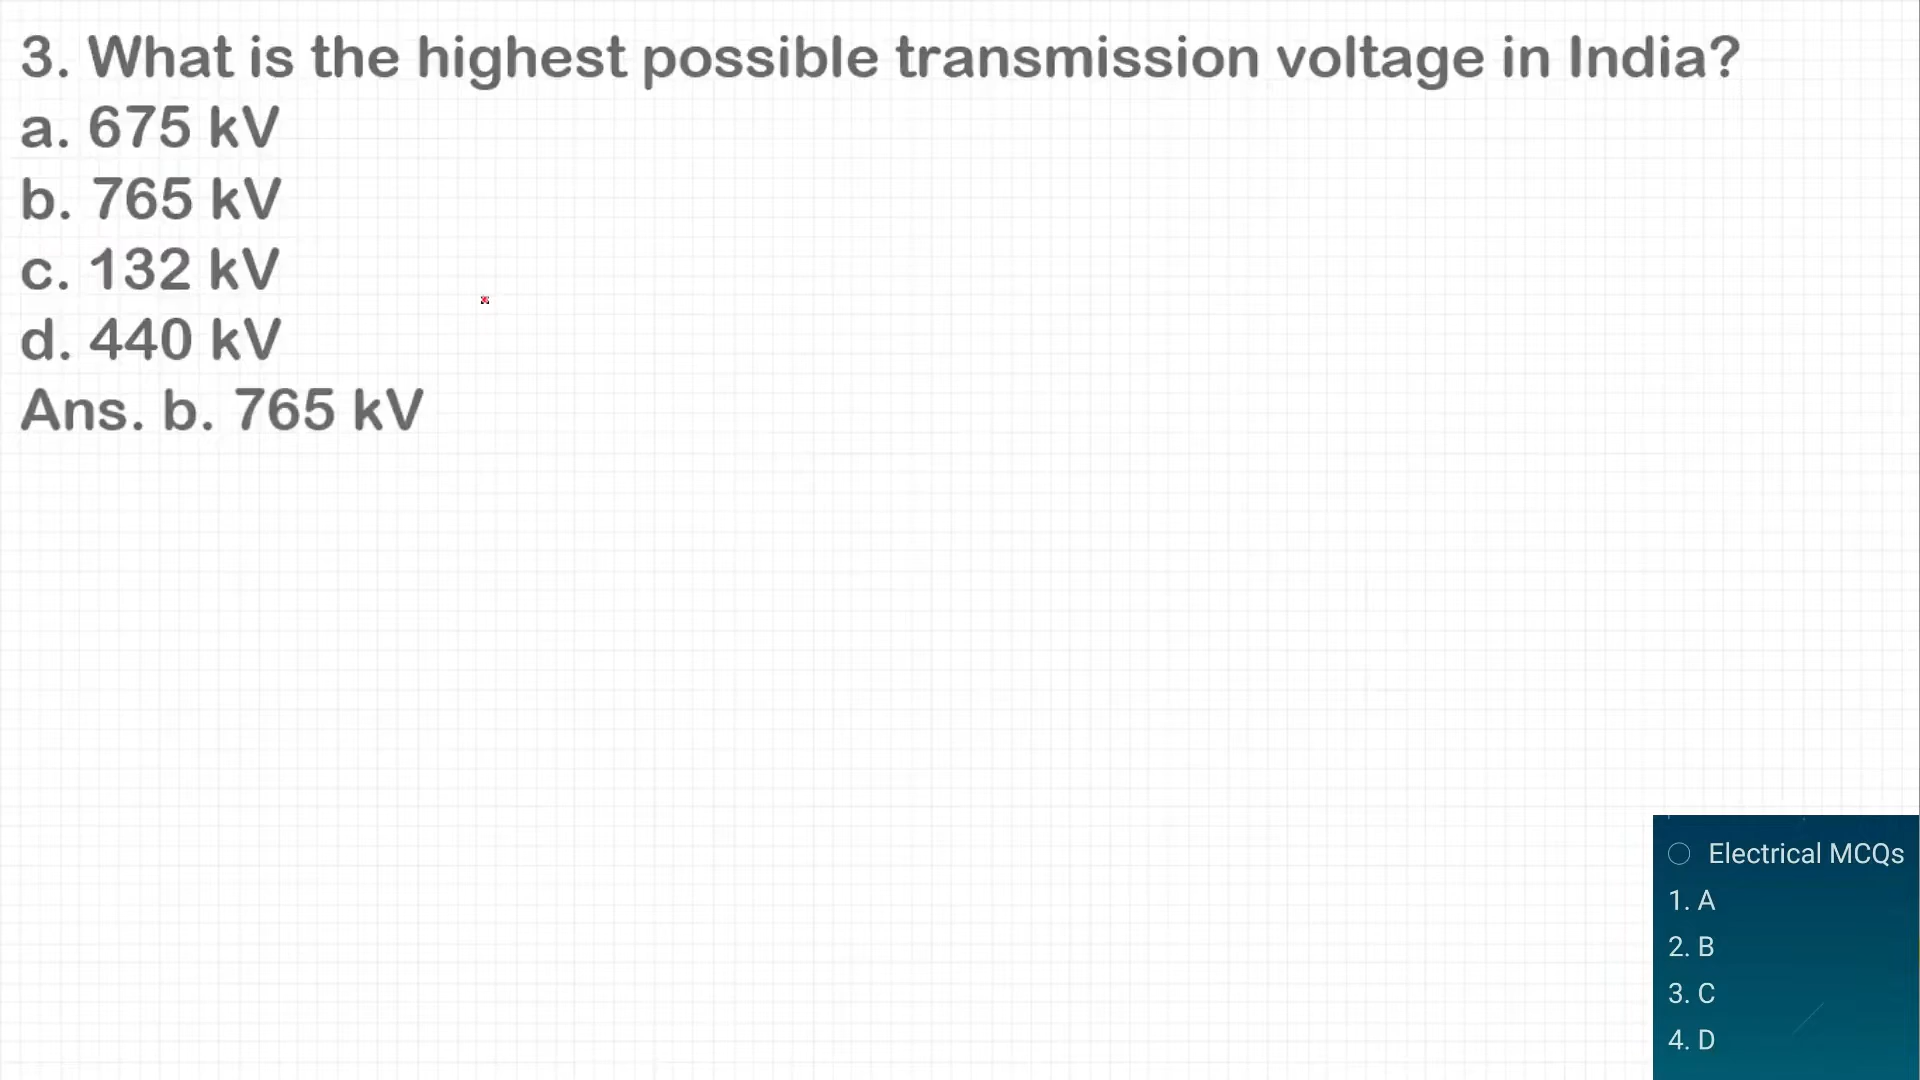 3. What is the highest possible transmission voltage in India?
a. 675 kV
b. 765 kV
c. 132 kV
d. 440 kV
Ans. b. 765 kV
Electrical MCQs
1. A
2. B
3. C
4. D